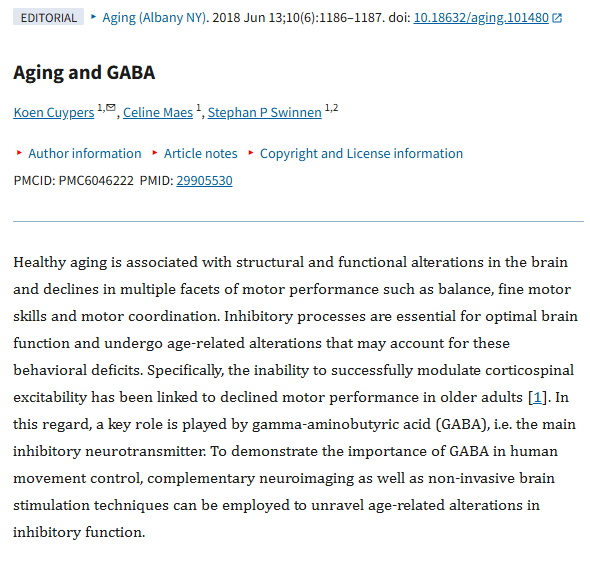 EDITORIAL ‣ Aging (Albany NY). 2018 Jun 13;10(6):1186–1187. doi: 10.18632/aging.101480
Aging and GABA
Koen Cuypers 1,✉, Celine Maes 1, Stephan P Swinnen 1,2
‣ Author information ‣ Article notes ‣ Copyright and License information
PMCID: PMC6046222 PMID: 29905530
Healthy aging is associated with structural and functional alterations in the brain
and declines in multiple facets of motor performance such as balance, fine motor
skills and motor coordination. Inhibitory processes are essential for optimal brain
function and undergo age-related alterations that may account for these
behavioral deficits. Specifically, the inability to successfully modulate corticospinal
excitability has been linked to declined motor performance in older adults [1]. In
this regard, a key role is played by gamma-aminobutyric acid (GABA), i.e. the main
inhibitory neurotransmitter. To demonstrate the importance of GABA in human
movement control, complementary neuroimaging as well as non-invasive brain
stimulation techniques can be employed to unravel age-related alterations in
inhibitory function.